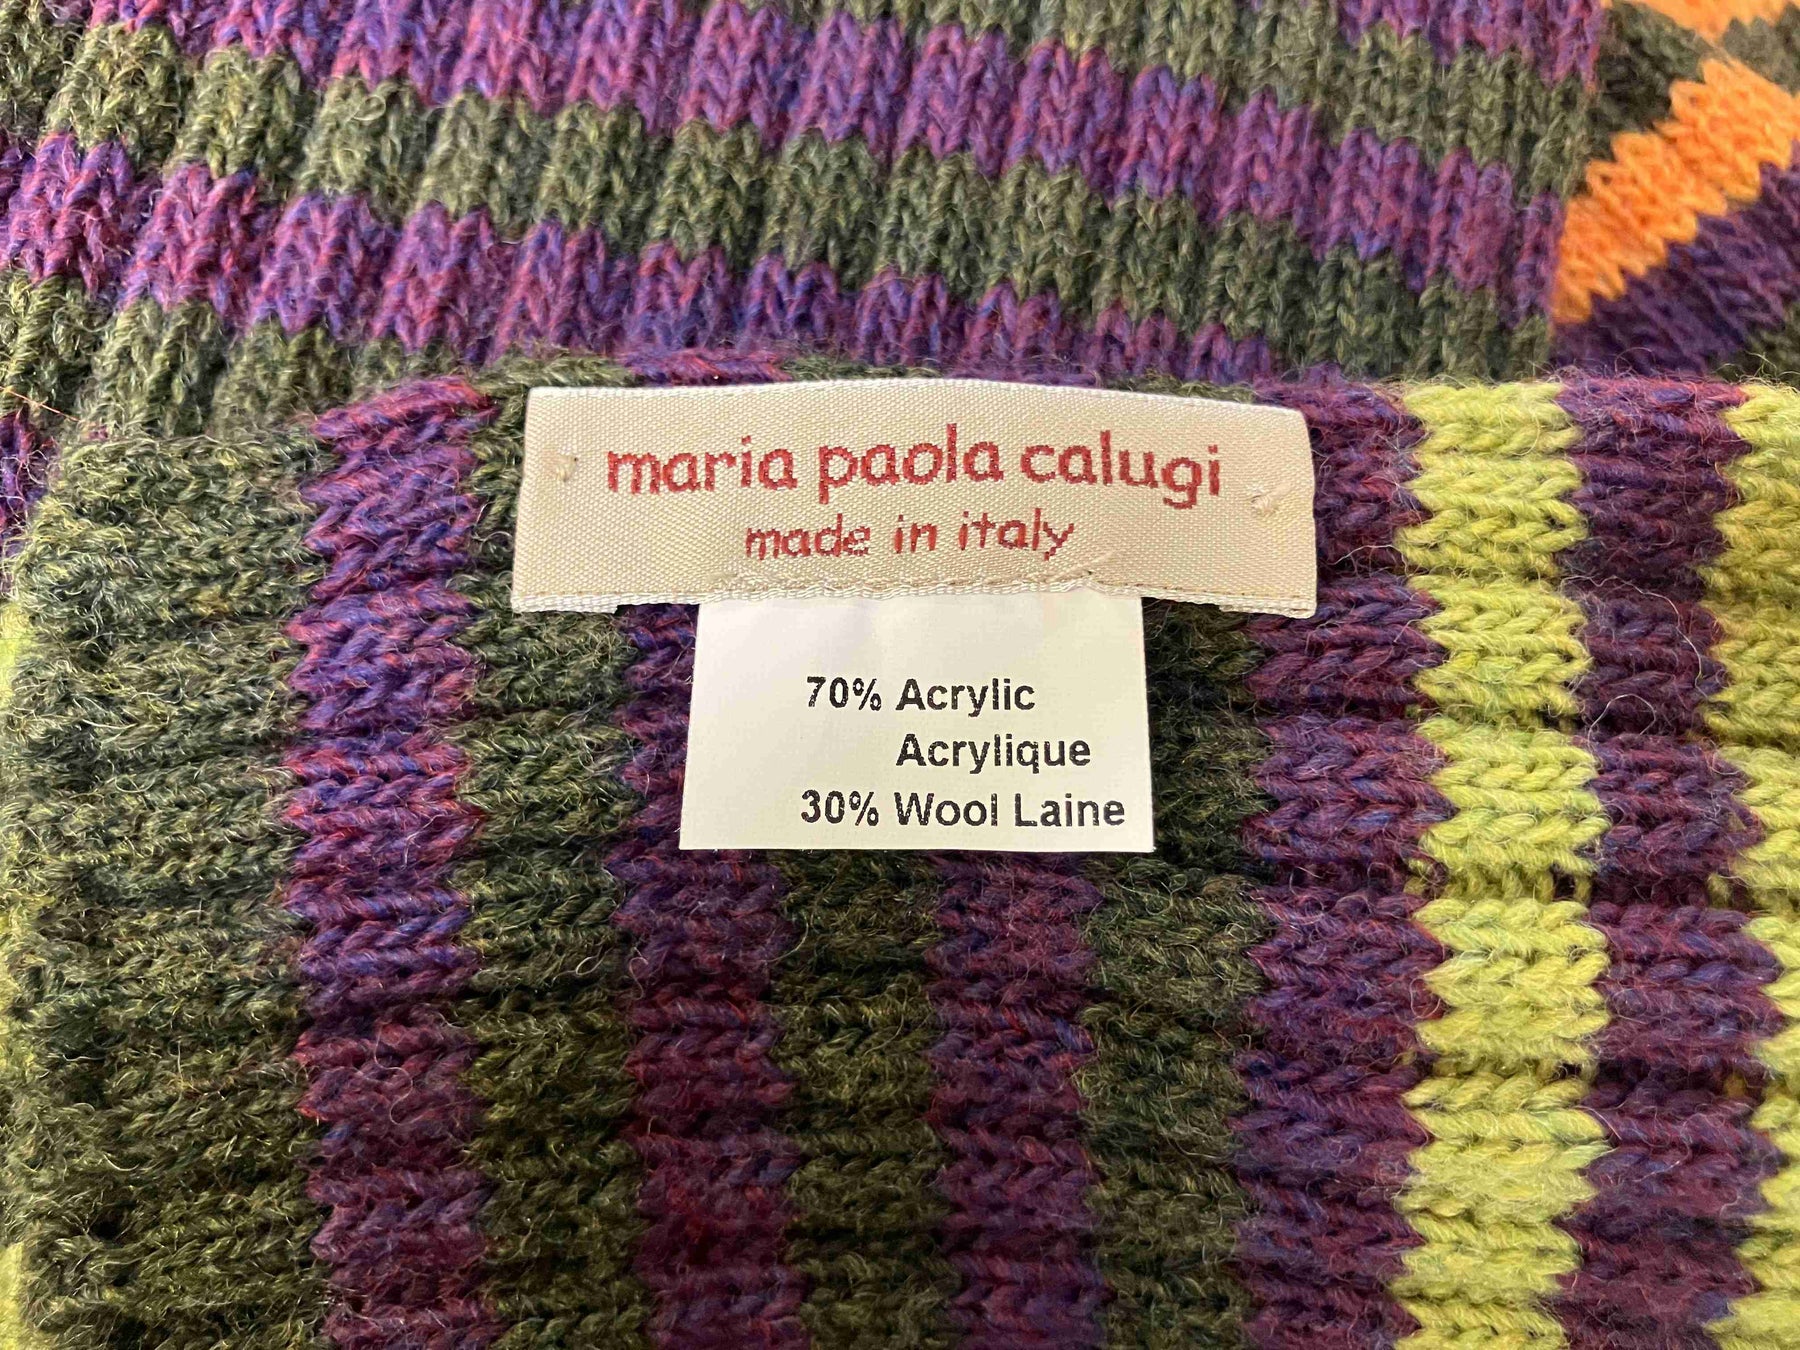 maria paola calugi
made in italy
70% Acrylic
Acrylique
30% Wool Laine